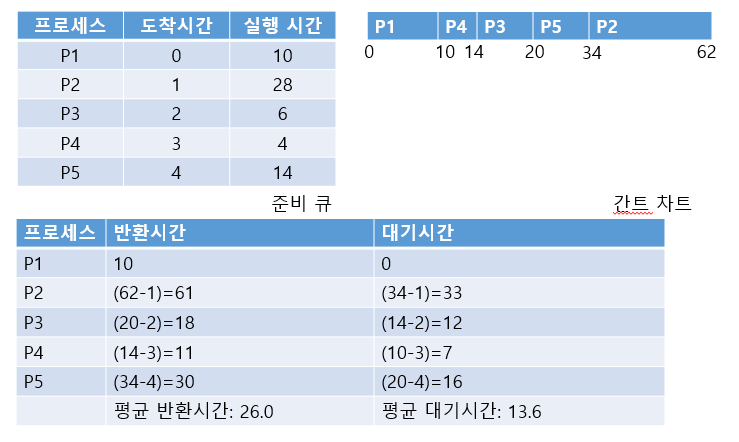 프로세스 도착시간 실행 시간
P1 0 10
P2 1 28
P3 2 6
P4 3 4
P5 4 14
준비 큐
P1 P4 P3 P5 P2
0 10 14 20 34 62
간트 차트
프로세스 반환시간 대기시간
P1 10 0
P2 (62-1)=61 (34-1)=33
P3 (20-2)=18 (14-2)=12
P4 (14-3)=11 (10-3)=7
P5 (34-4)=30 (20-4)=16
평균 반환시간: 26.0 평균 대기시간: 13.6